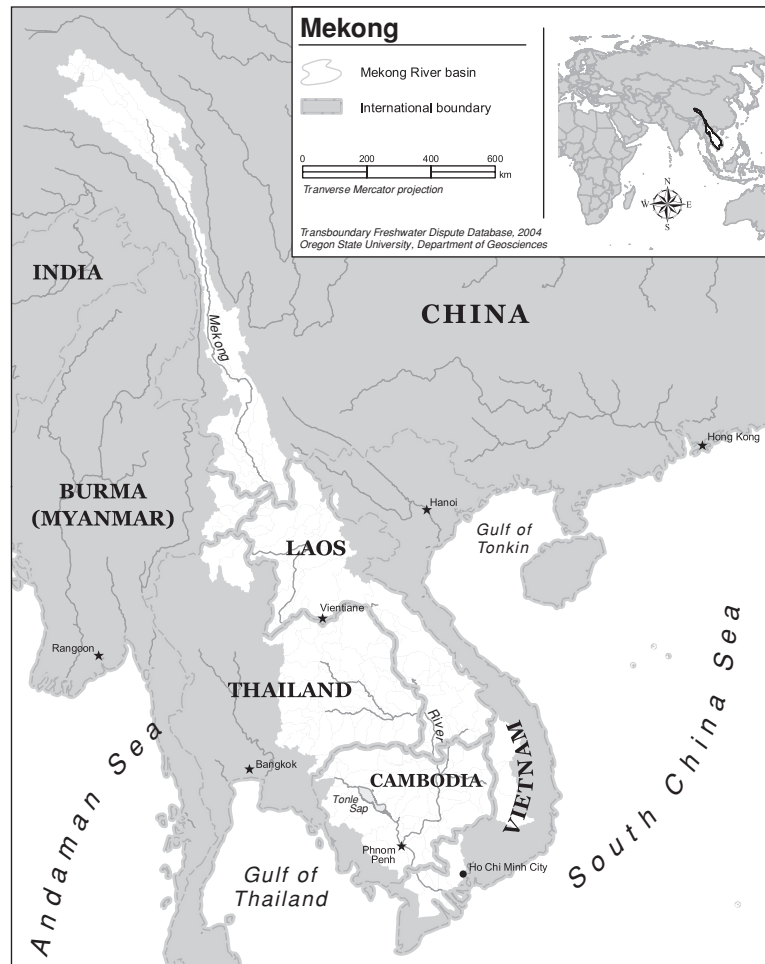 Mekong
Mekong River basin
International boundary
0 200 400 600
km
Tranverse Mercator projection
Transboundary Freshwater Dispute Database, 2004
Oregon State University, Department of Geosciences
N
W E
S
INDIA
CHINA
Mekong
Hong Kong
BURMA
(MYANMAR)
Hanoi
Gulf of
Tonkin
LAOS
Vientiane
Rangoon
THAILAND
River
Bangkok
CAMBODIA
VIETNAM
Tonle
Sap
Phnom
Penh
Ho Chi Minh City
Gulf of
Thailand
Andaman Sea
South China Sea